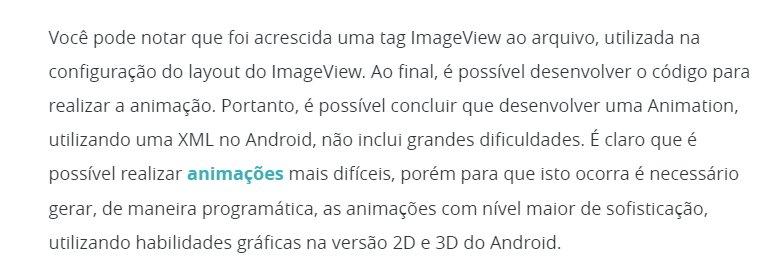 Você pode notar que foi acrescida uma tag ImageView ao arquivo, utilizada na
configuração do layout do ImageView. Ao final, é possível desenvolver o código para
realizar a animação. Portanto, é possível concluir que desenvolver uma Animation,
utilizando uma XML no Android, não inclui grandes dificuldades. É claro que é
possível realizar animações mais difíceis, porém para que isto ocorra é necessário
gerar, de maneira programática, as animações com nível maior de sofisticação,
utilizando habilidades gráficas na versão 2D e 3D do Android.